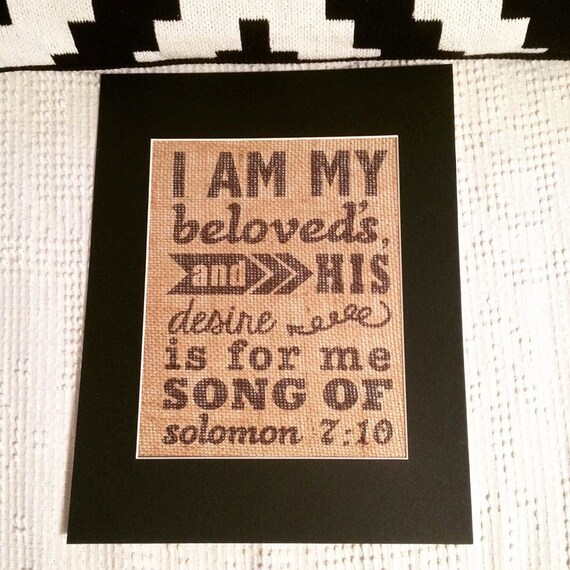 I AM MY
beloved's,
and HIS
desire
is for me
SONG OF
solomon 7:10